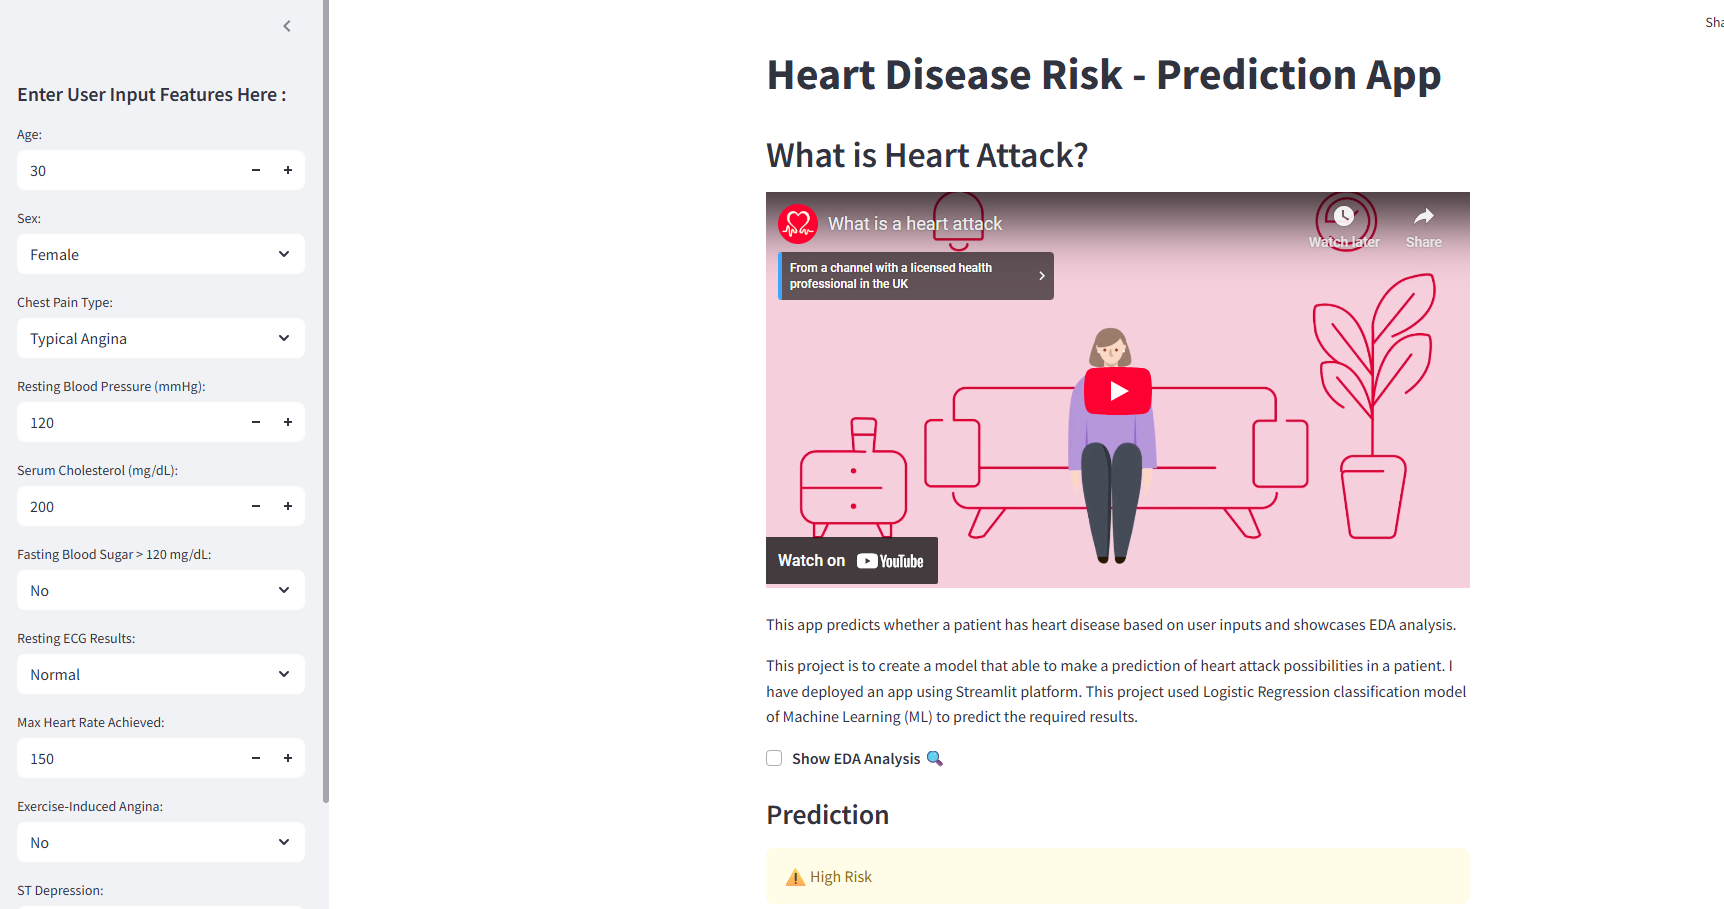 Enter User Input Features Here :
Age:
30
Sex:
Female
Chest Pain Type:
Typical Angina
Resting Blood Pressure (mmHg):
120
Serum Cholesterol (mg/dL):
200
Fasting Blood Sugar > 120 mg/dL:
No
Resting ECG Results:
Normal
Max Heart Rate Achieved:
150
Exercise-Induced Angina:
No
ST Depression:
Heart Disease Risk - Prediction App
What is Heart Attack?
What is a heart attack
Watch later
Share
From a channel with a licensed health
professional in the UK
Watch on YouTube
This app predicts whether a patient has heart disease based on user inputs and showcases EDA analysis.
This project is to create a model that able to make a prediction of heart attack possibilities in a patient. I
have deployed an app using Streamlit platform. This project used Logistic Regression classification model
of Machine Learning (ML) to predict the required results.
Show EDA Analysis 🔍
Prediction
⚠️ High Risk